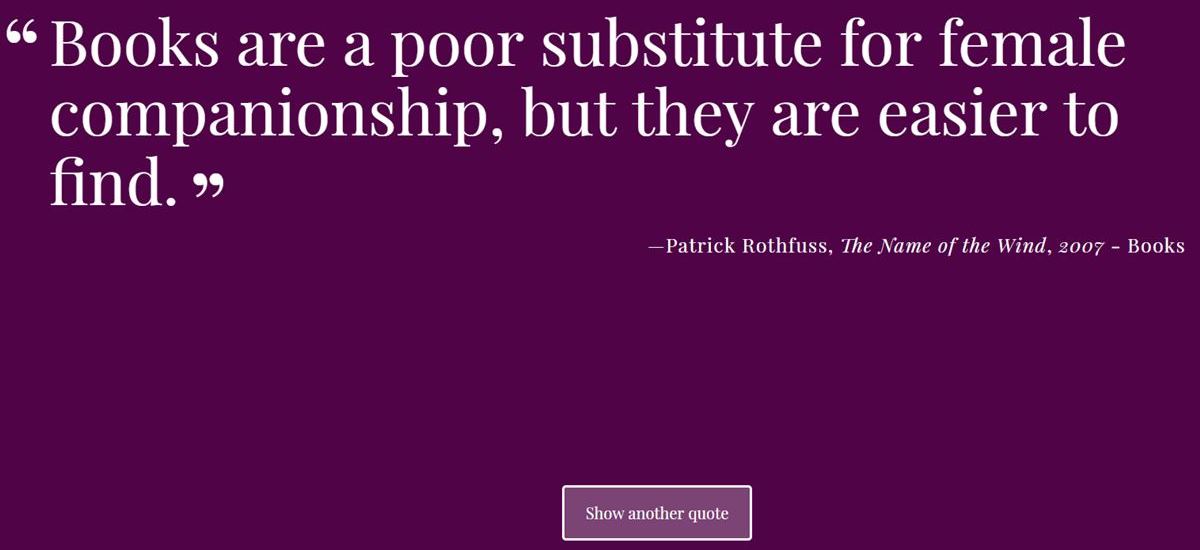 “ Books are a poor substitute for female
companionship, but they are easier to
find. ”
—Patrick Rothfuss, The Name of the Wind, 2007 - Books
Show another quote